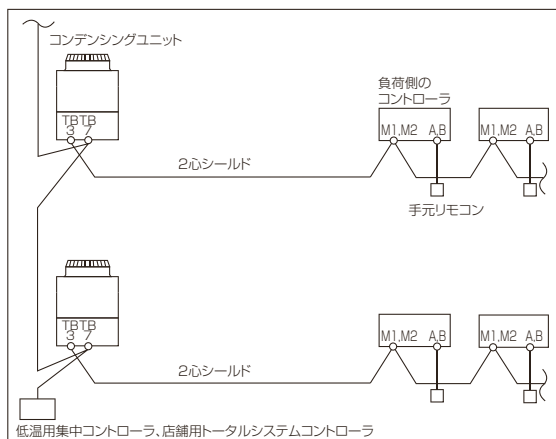 コンデンシングユニット
負荷側の
コントローラ
TB TB
3 7
M1,M2 A,B
M1,M2 A,B
2心シールド
手元リモコン
TB TB
3 7
M1,M2 A,B
M1,M2 A,B
2心シールド
低温用集中コントローラ、店舗用トータルシステムコントローラ